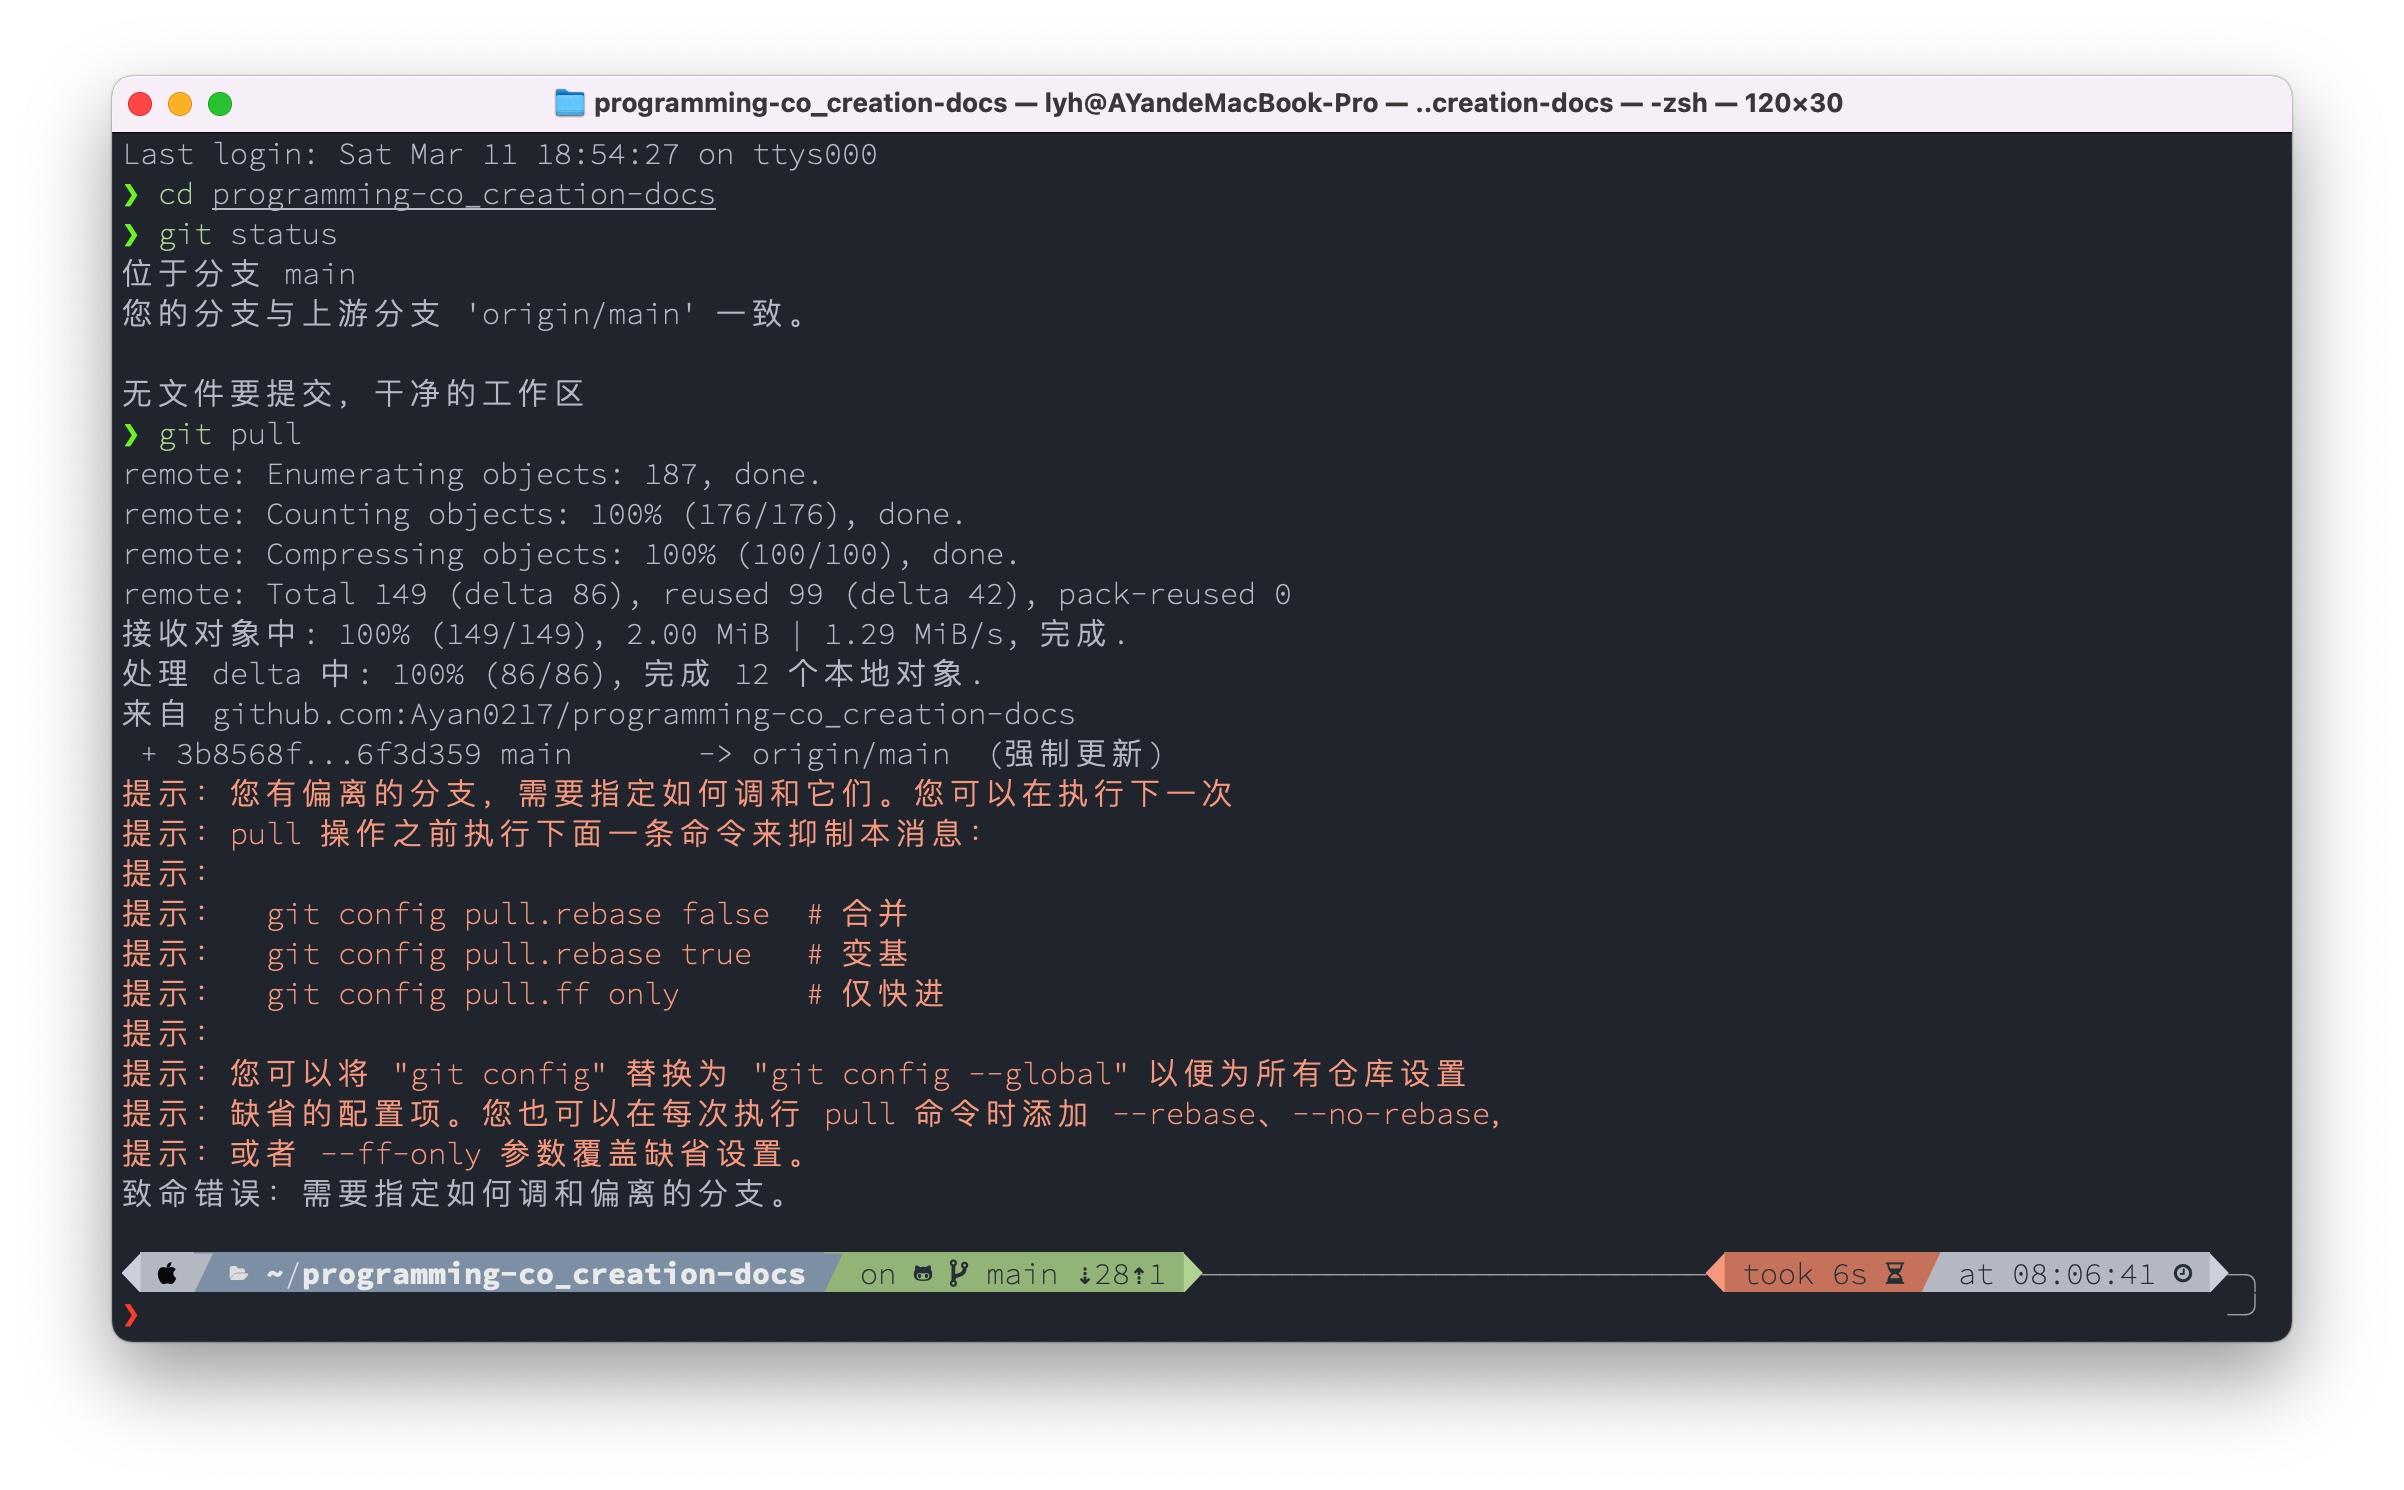 programming-co_creation-docs — lyh@AYandeMacBook-Pro — ..creation-docs — -zsh — 120×30
Last login: Sat Mar 11 18:54:27 on ttys000
❯ cd programming-co_creation-docs
❯ git status
位于分支 main
您的分支与上游分支 'origin/main' 一致。
无文件要提交，干净的工作区
❯ git pull
remote: Enumerating objects: 187, done.
remote: Counting objects: 100% (176/176), done.
remote: Compressing objects: 100% (100/100), done.
remote: Total 149 (delta 86), reused 99 (delta 42), pack-reused 0
接收对象中: 100% (149/149), 2.00 MiB | 1.29 MiB/s, 完成.
处理 delta 中: 100% (86/86), 完成 12 个本地对象.
来自 github.com:Ayan0217/programming-co_creation-docs
 + 3b8568f...6f3d359 main       -> origin/main  (强制更新)
提示：您有偏离的分支，需要指定如何调和它们。您可以在执行下一次
提示：pull 操作之前执行下面一条命令来抑制本消息：
提示：
提示：  git config pull.rebase false  # 合并
提示：  git config pull.rebase true   # 变基
提示：  git config pull.ff only       # 仅快进
提示：
提示：您可以将 "git config" 替换为 "git config --global" 以便为所有仓库设置
提示：缺省的配置项。您也可以在每次执行 pull 命令时添加 --rebase、--no-rebase，
提示：或者 --ff-only 参数覆盖缺省设置。
致命错误：需要指定如何调和偏离的分支。
~/programming-co_creation-docs on main ⇣28⇡1 took 6s at 08:06:41
❯